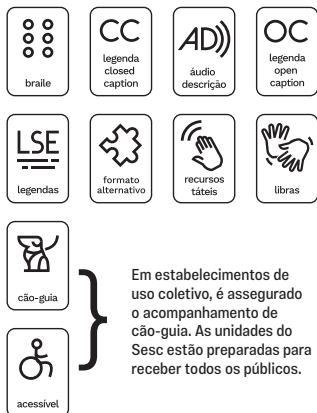 braile
CC
legenda
closed
caption
AD))
áudio
descrição
OC
legenda
open
caption
LSE
legendas
formato
alternativo
recursos
táteis
libras
cão-guia
acessível
Em estabelecimentos de
uso coletivo, é assegurado
o acompanhamento de
cão-guia. As unidades do
Sesc estão preparadas para
receber todos os públicos.